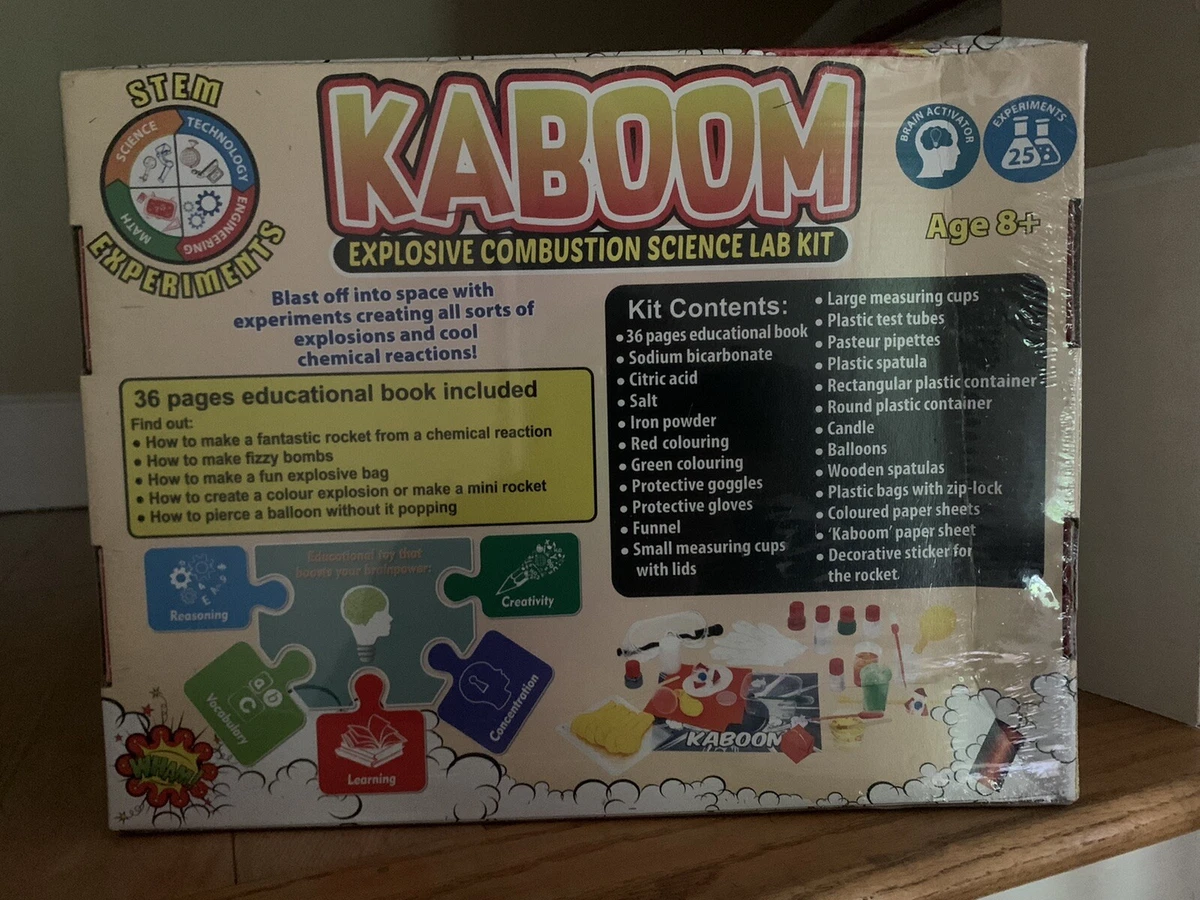 STEM
SCIENCE
TECHNOLOGY
ENGINEERING
MATH
EXPERIMENTS
KABOOM
EXPLOSIVE COMBUSTION SCIENCE LAB KIT
BRAIN ACTIVATOR
EXPERIMENTS
25
Age 8+
Blast off into space with
experiments creating all sorts of
explosions and cool
chemical reactions!
36 pages educational book included
Find out:
• How to make a fantastic rocket from a chemical reaction
• How to make fizzy bombs
• How to make a fun explosive bag
• How to create a colour explosion or make a mini rocket
• How to pierce a balloon without it popping
Kit Contents:
• 36 pages educational book
• Sodium bicarbonate
• Citric acid
• Salt
• Iron powder
• Red colouring
• Green colouring
• Protective goggles
• Protective gloves
• Funnel
• Small measuring cups
with lids
• Large measuring cups
• Plastic test tubes
• Pasteur pipettes
• Plastic spatula
• Rectangular plastic container
• Round plastic container
• Candle
• Balloons
• Wooden spatulas
• Plastic bags with zip-lock
• Coloured paper sheets
• 'Kaboom' paper sheet
• Decorative sticker for
the rocket.
Educational toy that
boosts your brainpower:
Reasoning
Creativity
Vocabulary
a b c
Learning
Concentration
WHAM!
KABOOM